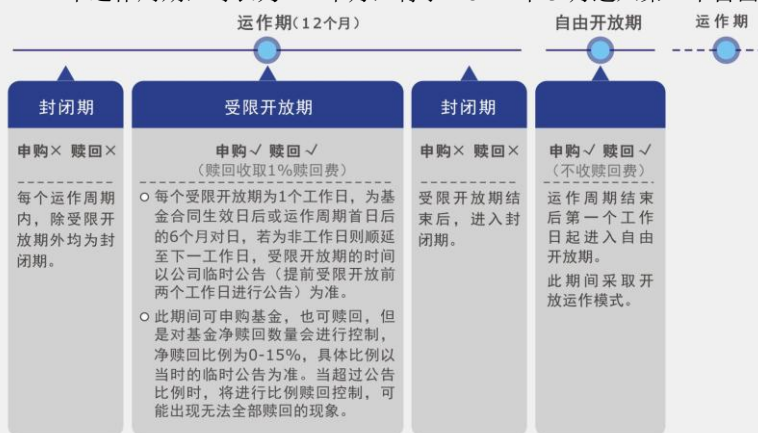 运作期（12个月）
自由开放期
运作期
封闭期
受限开放期
封闭期
申购× 赎回×
申购√ 赎回√
（赎回收取1%赎回费）
申购× 赎回×
申购√ 赎回√
（不收赎回费）
每个运作周期
内，除受限开
放期外均为封
闭期。
每个受限开放期为1个工作日，为基
金合同生效日后或运作周期首日后
的6个月对日，若为非工作日则顺延
至下一工作日，受限开放期的时间
以公司临时公告（提前受限开放前
两个工作日进行公告）为准。
此期间可申购基金，也可赎回，但
是对基金净赎回数量会进行控制，
净赎回比例为0-15%，具体比例以
当时的临时公告为准。当超过公告
比例时，将进行比例赎回控制，可
能出现无法全部赎回的现象。
受限开放期结
束后，进入封
闭期。
运作周期结束
后第一个工作
日起进入自由
开放期。
此期间采取开
放运作模式。